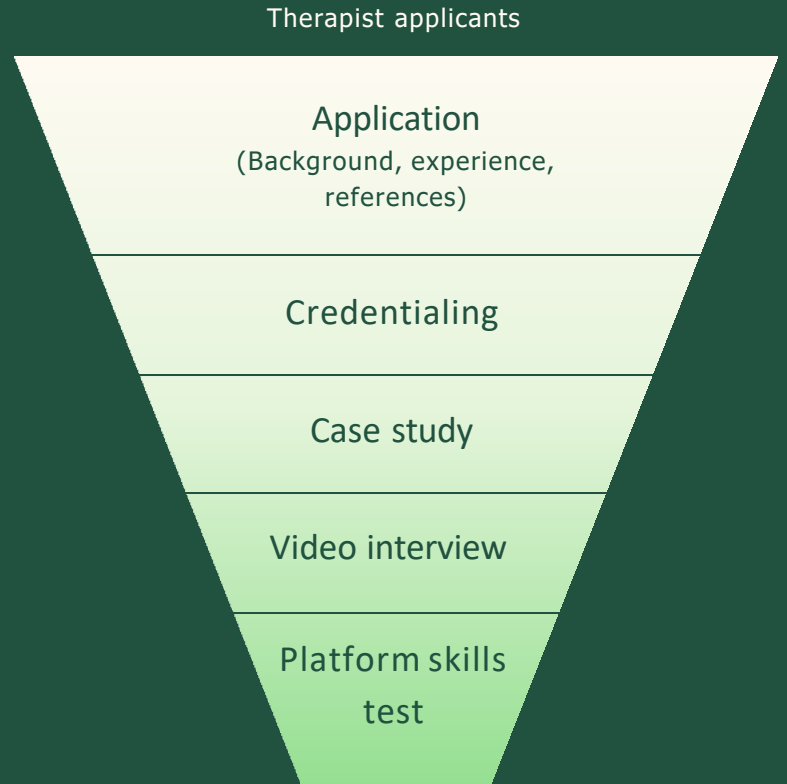 Therapist applicants
Application
(Background, experience,
references)
Credentialing
Case study
Video interview
Platform skills
test